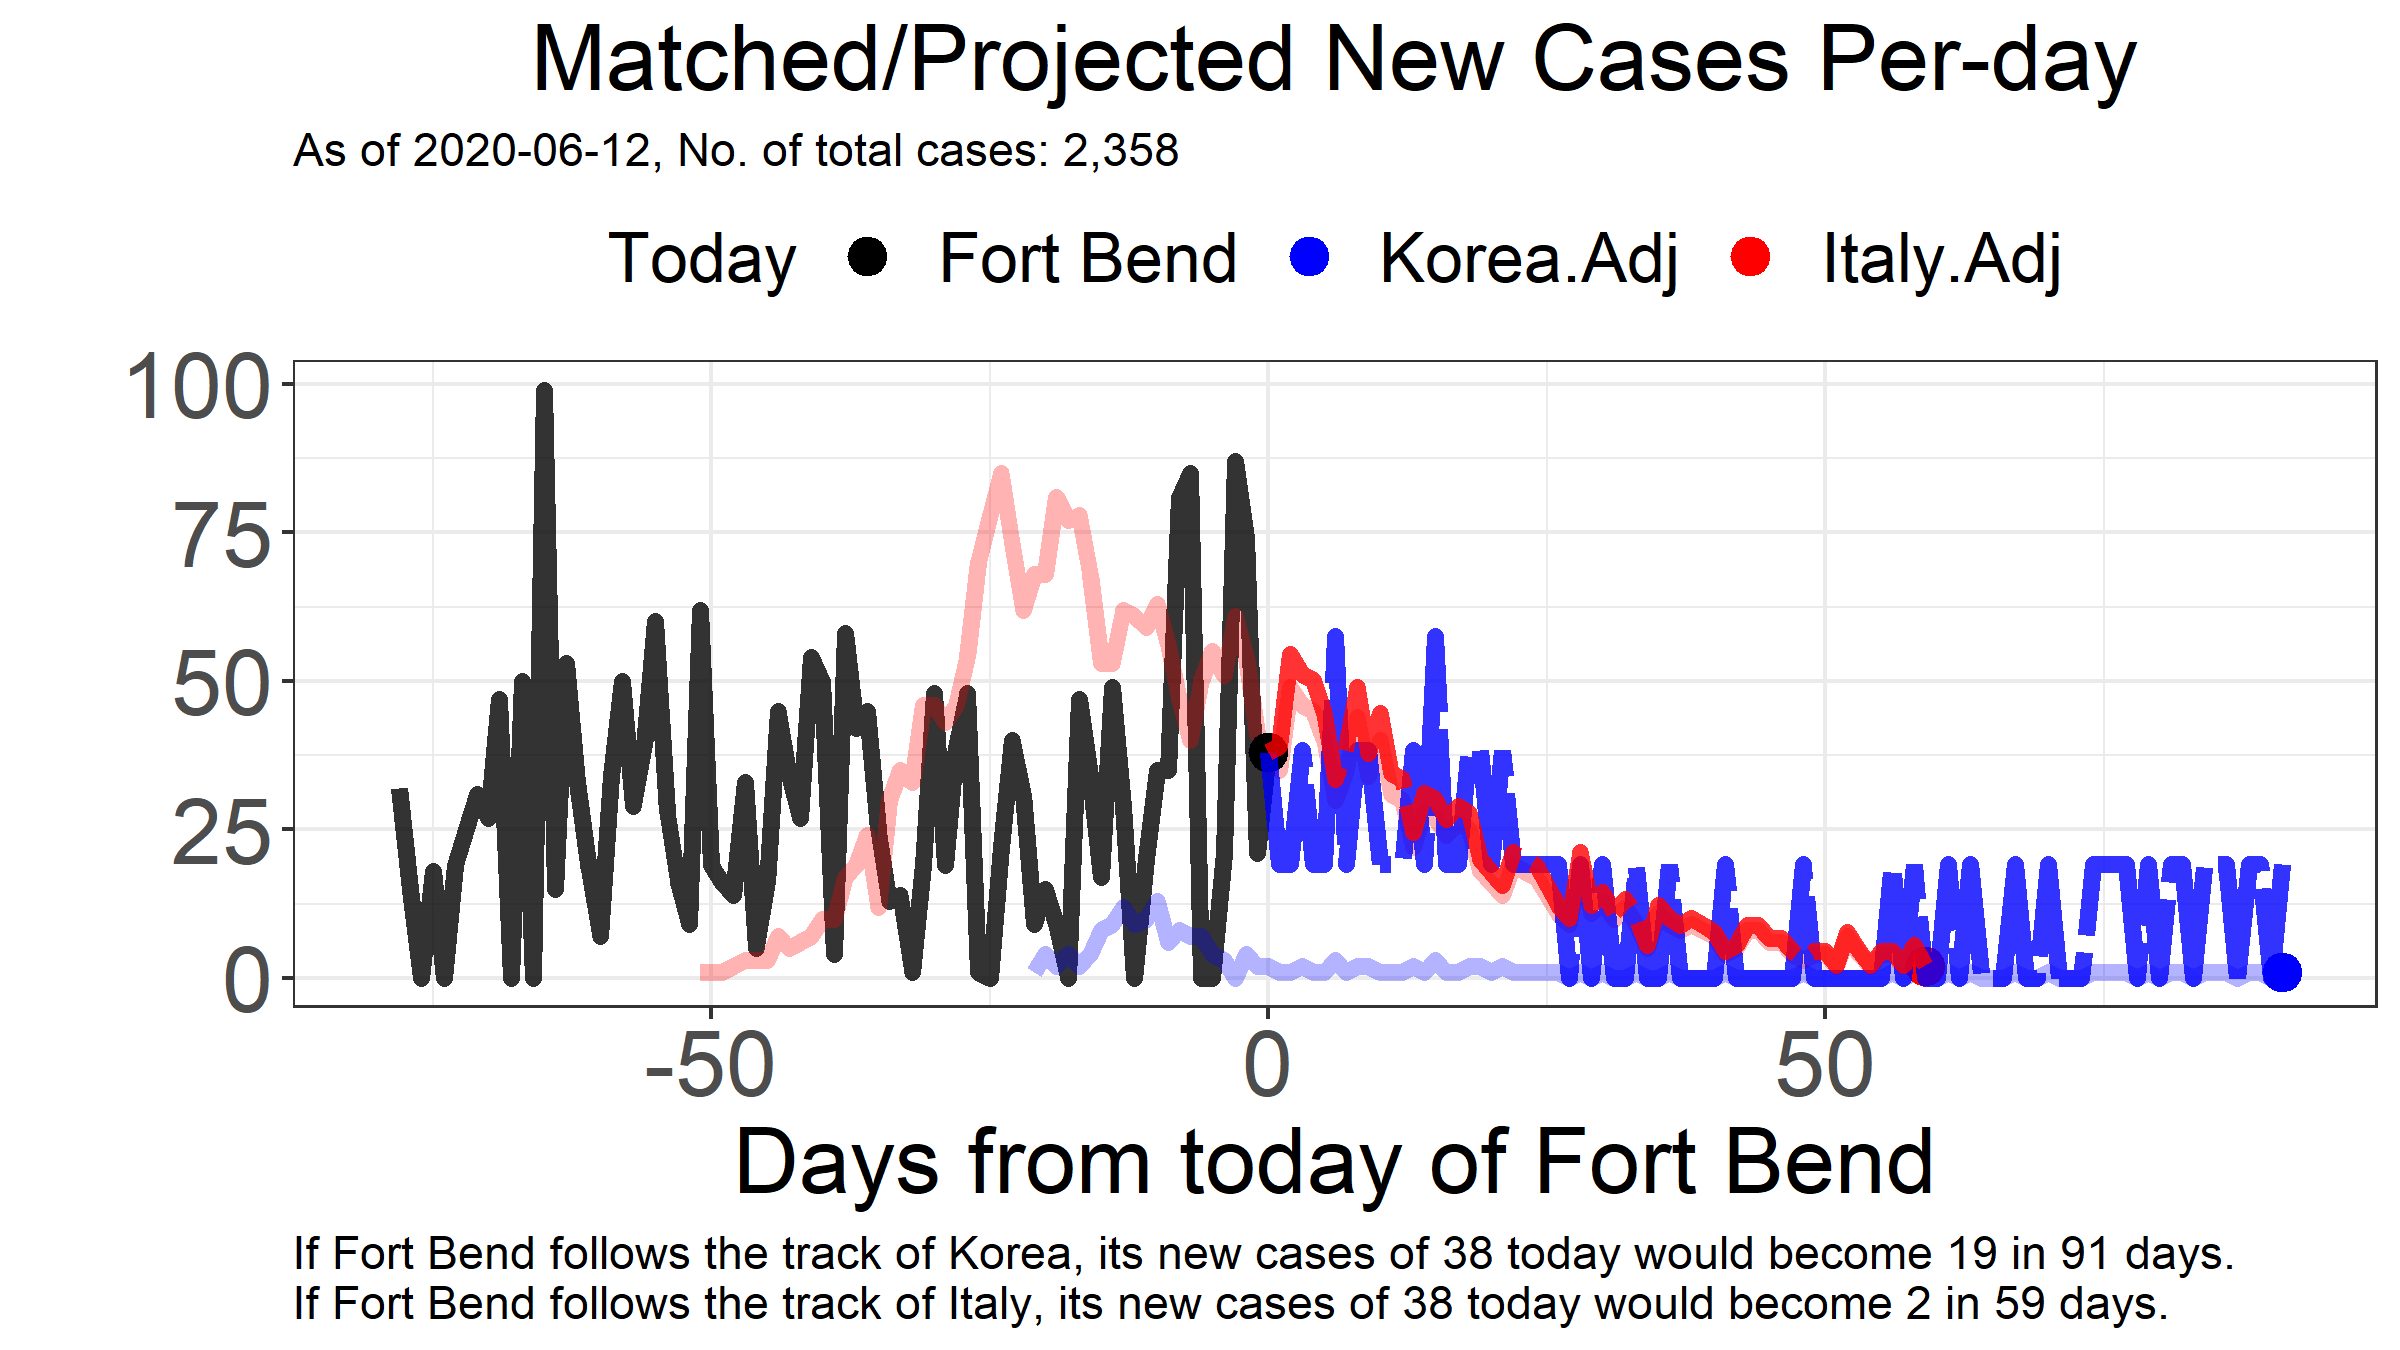 Matched/Projected New Cases Per-day
As of 2020-06-12, No. of total cases: 2,358
Today Fort Bend Korea.Adj Italy.Adj
100
75
50
25
0
-50 0 50
Days from today of Fort Bend
If Fort Bend follows the track of Korea, its new cases of 38 today would become 19 in 91 days.
If Fort Bend follows the track of Italy, its new cases of 38 today would become 2 in 59 days.